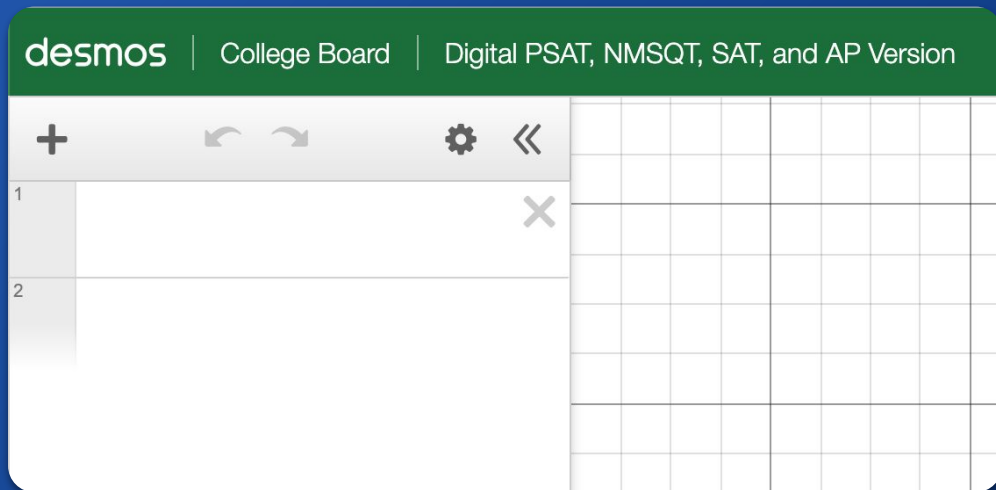 desmos | College Board | Digital PSAT, NMSQT, SAT, and AP Version
1
2